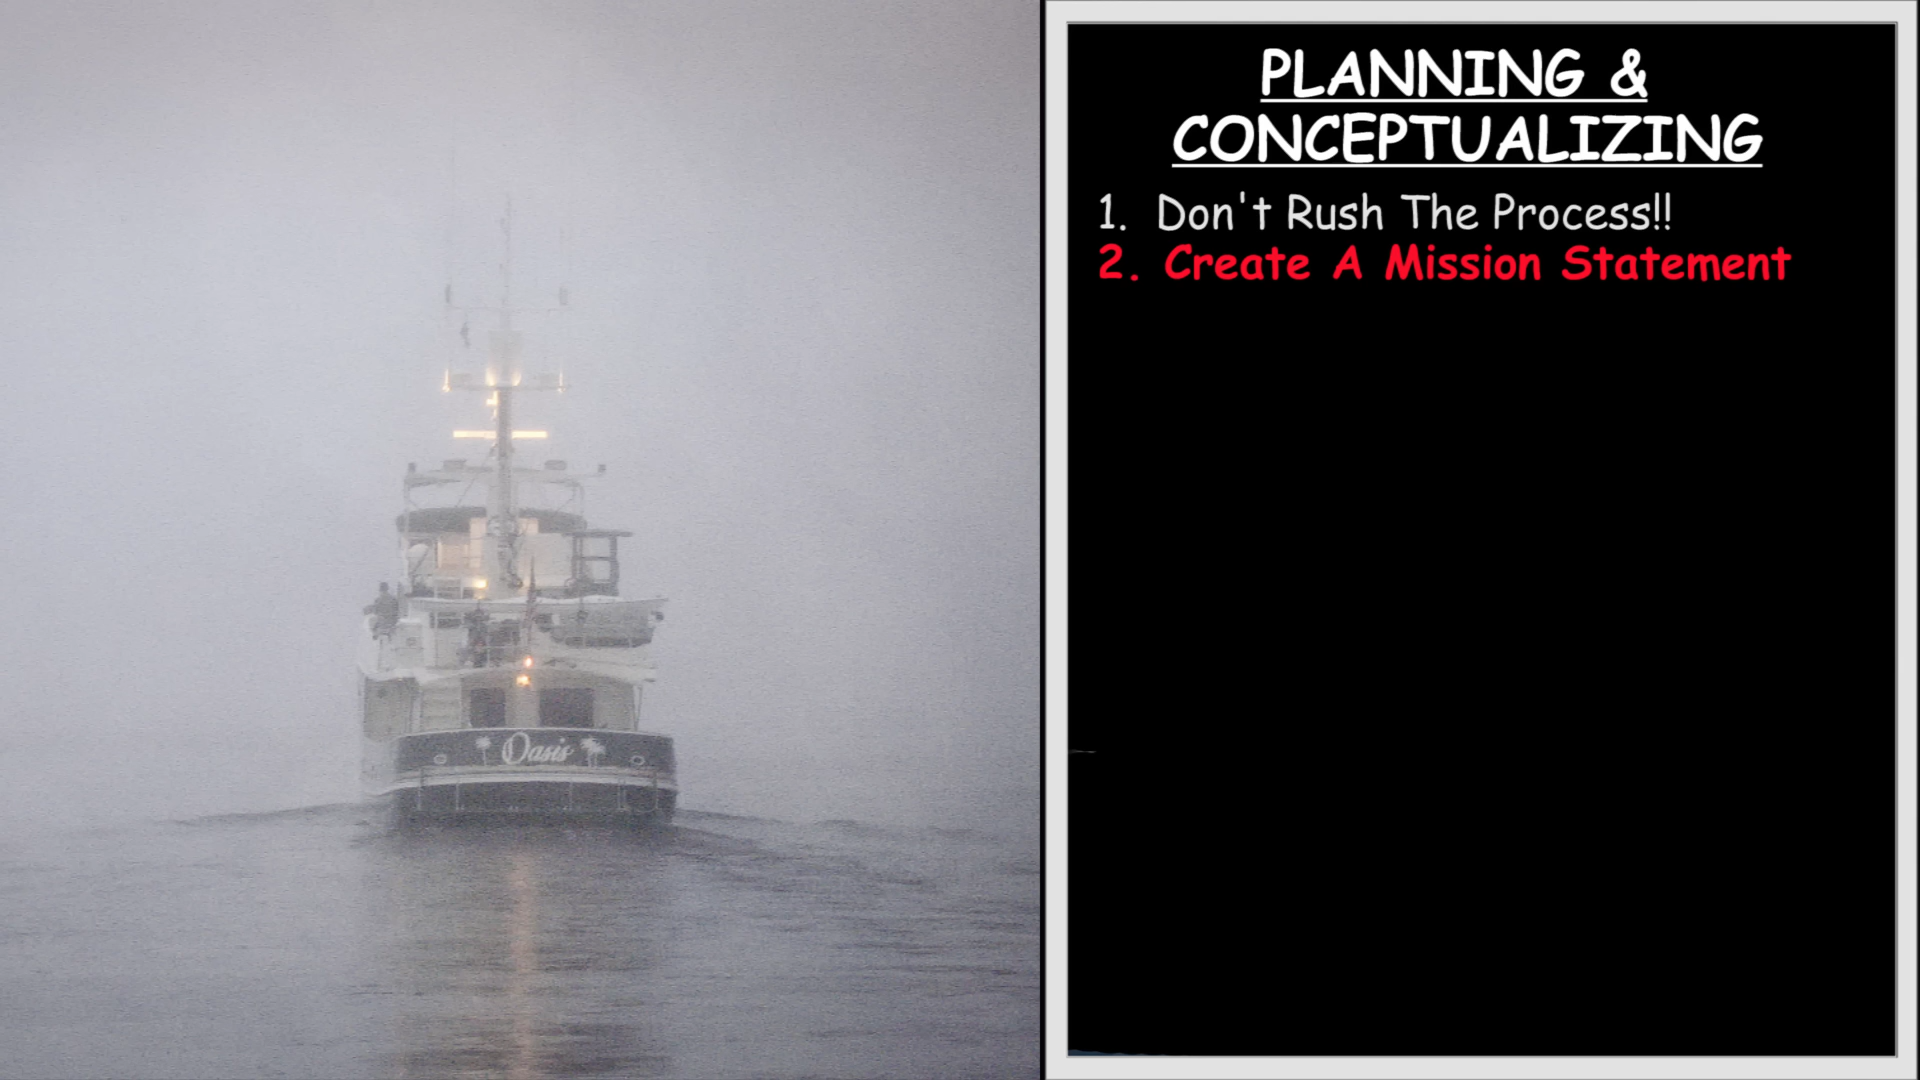 Oasis
PLANNING &
CONCEPTUALIZING
1. Don't Rush The Process!!
2. Create A Mission Statement